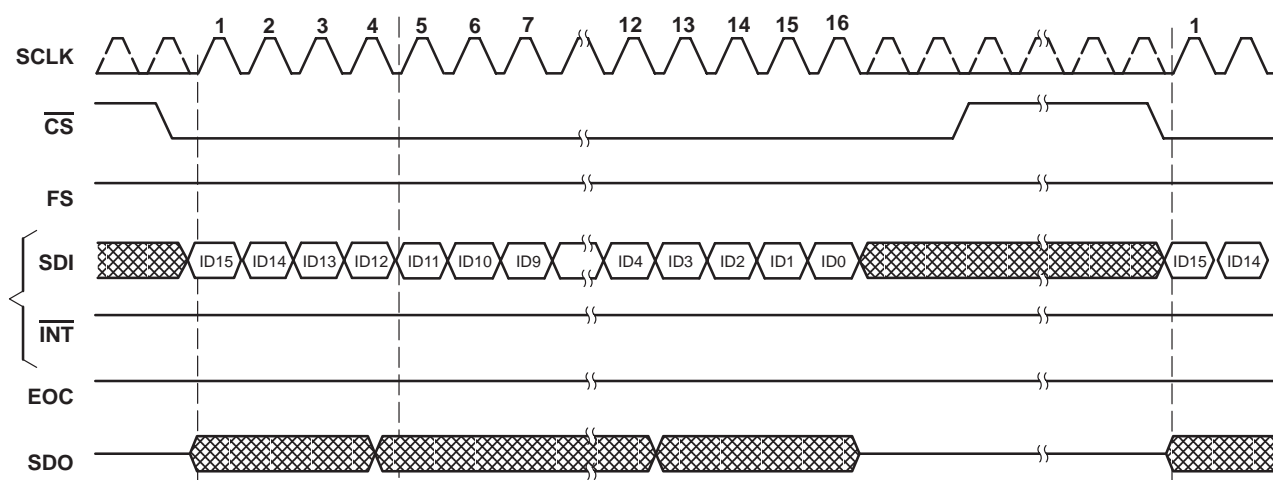 1 2 3 4 5 6 7 12 13 14 15 16 1
SCLK
CS
FS
SDI ID15 ID14 ID13 ID12 ID11 ID10 ID9 ID4 ID3 ID2 ID1 ID0 ID15 ID14
INT
EOC
SDO